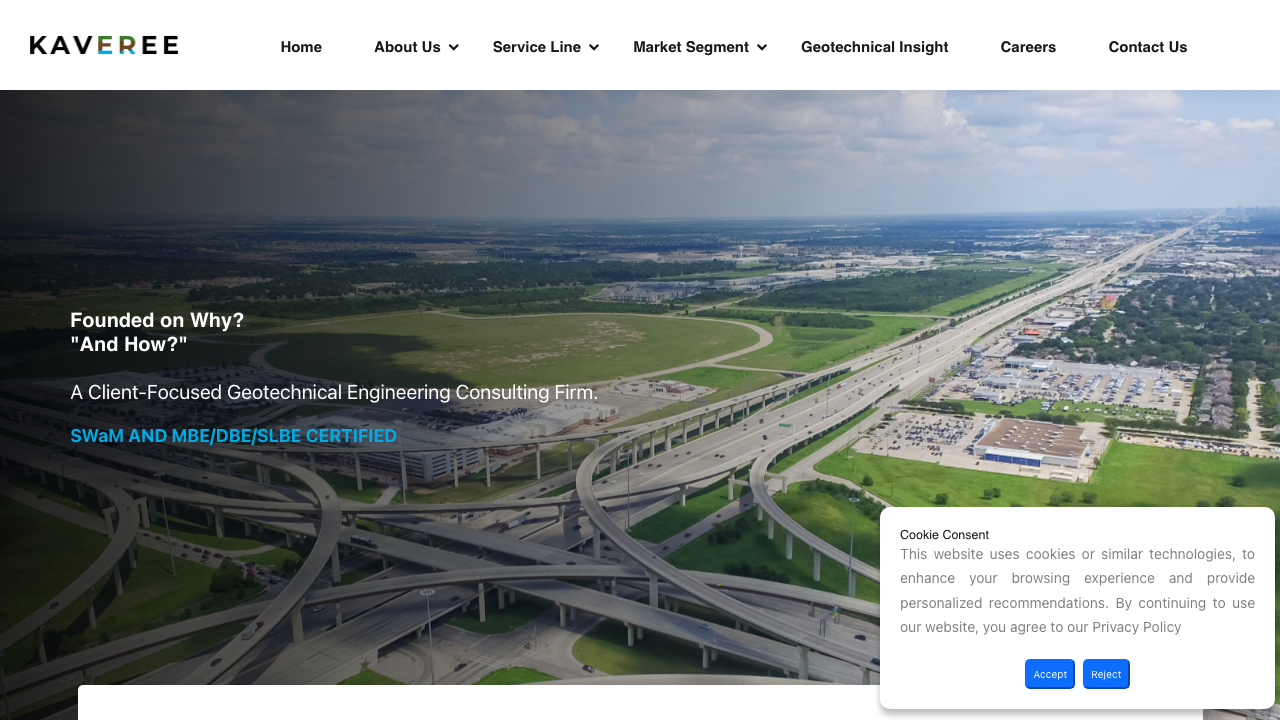 KAVEREE
Home
About Us
Service Line
Market Segment
Geotechnical Insight
Careers
Contact Us
Founded on Why?
"And How?"
A Client-Focused Geotechnical Engineering Consulting Firm.
SWaM AND MBE/DBE/SLBE CERTIFIED
Cookie Consent
This website uses cookies or similar technologies, to
enhance your browsing experience and provide
personalized recommendations. By continuing to use
our website, you agree to our Privacy Policy
Accept
Reject